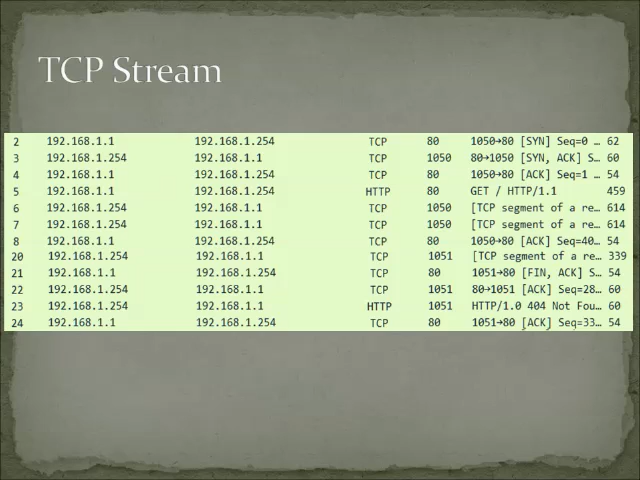 TCP Stream
2 192.168.1.1 192.168.1.254 TCP 80 1050→80 [SYN] Seq=0 … 62
3 192.168.1.254 192.168.1.1 TCP 1050 80→1050 [SYN, ACK] S… 60
4 192.168.1.1 192.168.1.254 TCP 80 1050→80 [ACK] Seq=1 … 54
5 192.168.1.1 192.168.1.254 HTTP 80 GET / HTTP/1.1 459
6 192.168.1.254 192.168.1.1 TCP 1050 [TCP segment of a re… 614
7 192.168.1.254 192.168.1.1 TCP 1050 [TCP segment of a re… 614
8 192.168.1.1 192.168.1.254 TCP 80 1050→80 [ACK] Seq=40… 54
20 192.168.1.254 192.168.1.1 TCP 1051 [TCP segment of a re… 339
21 192.168.1.1 192.168.1.254 TCP 80 1051→80 [FIN, ACK] S… 54
22 192.168.1.254 192.168.1.1 TCP 1051 80→1051 [ACK] Seq=28… 60
23 192.168.1.254 192.168.1.1 HTTP 1051 HTTP/1.0 404 Not Fou… 60
24 192.168.1.1 192.168.1.254 TCP 80 1051→80 [ACK] Seq=33… 54